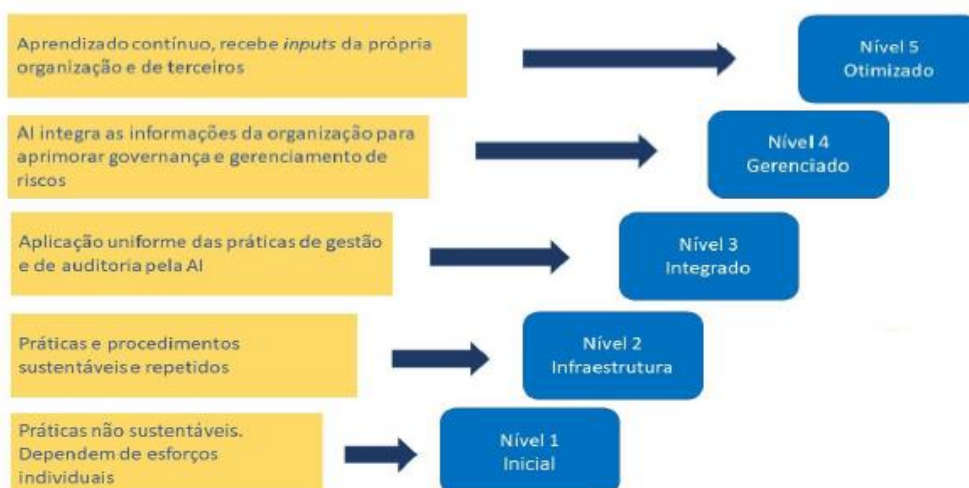 Aprendizado contínuo, recebe inputs da própria
organização e de terceiros
Nível 5
Otimizado
AI integra as informações da organização para
aprimorar governança e gerenciamento de
riscos
Nível 4
Gerenciado
Aplicação uniforme das práticas de gestão
e de auditoria pela AI
Nível 3
Integrado
Práticas e procedimentos
sustentáveis e repetidos
Nível 2
Infraestrutura
Práticas não sustentáveis.
Dependem de esforços
individuais
Nível 1
Inicial